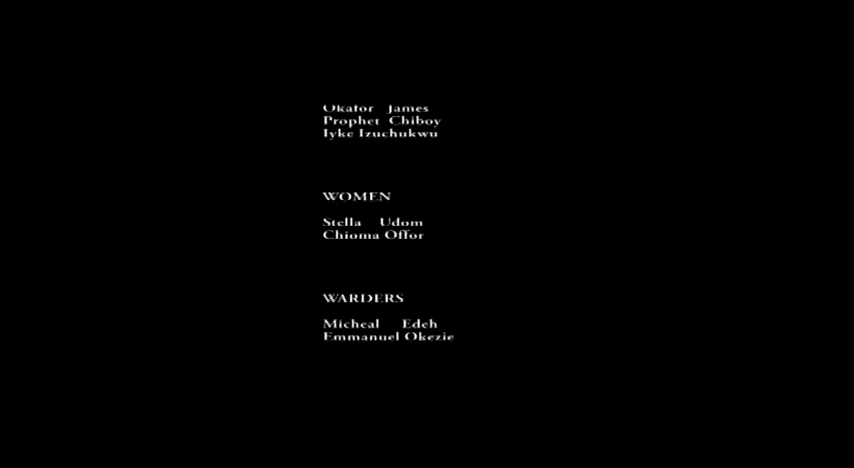 Okafor James
Prophet Chiboy
Iyke Izuchukwu
WOMEN
Stella Udom
Chioma Offor
WARDERS
Micheal Edeh
Emmanuel Okezie